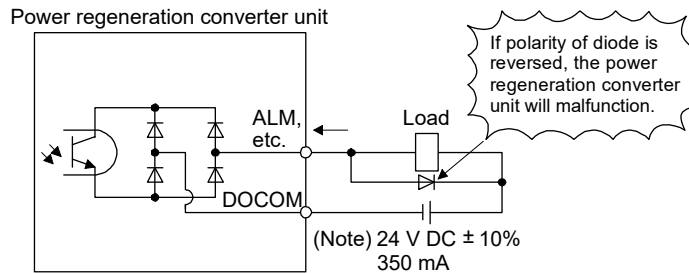 Power regeneration converter unit
If polarity of diode is
reversed, the power
regeneration converter
unit will malfunction.
ALM,
etc.
Load
DOCOM
(Note) 24 V DC ± 10%
350 mA